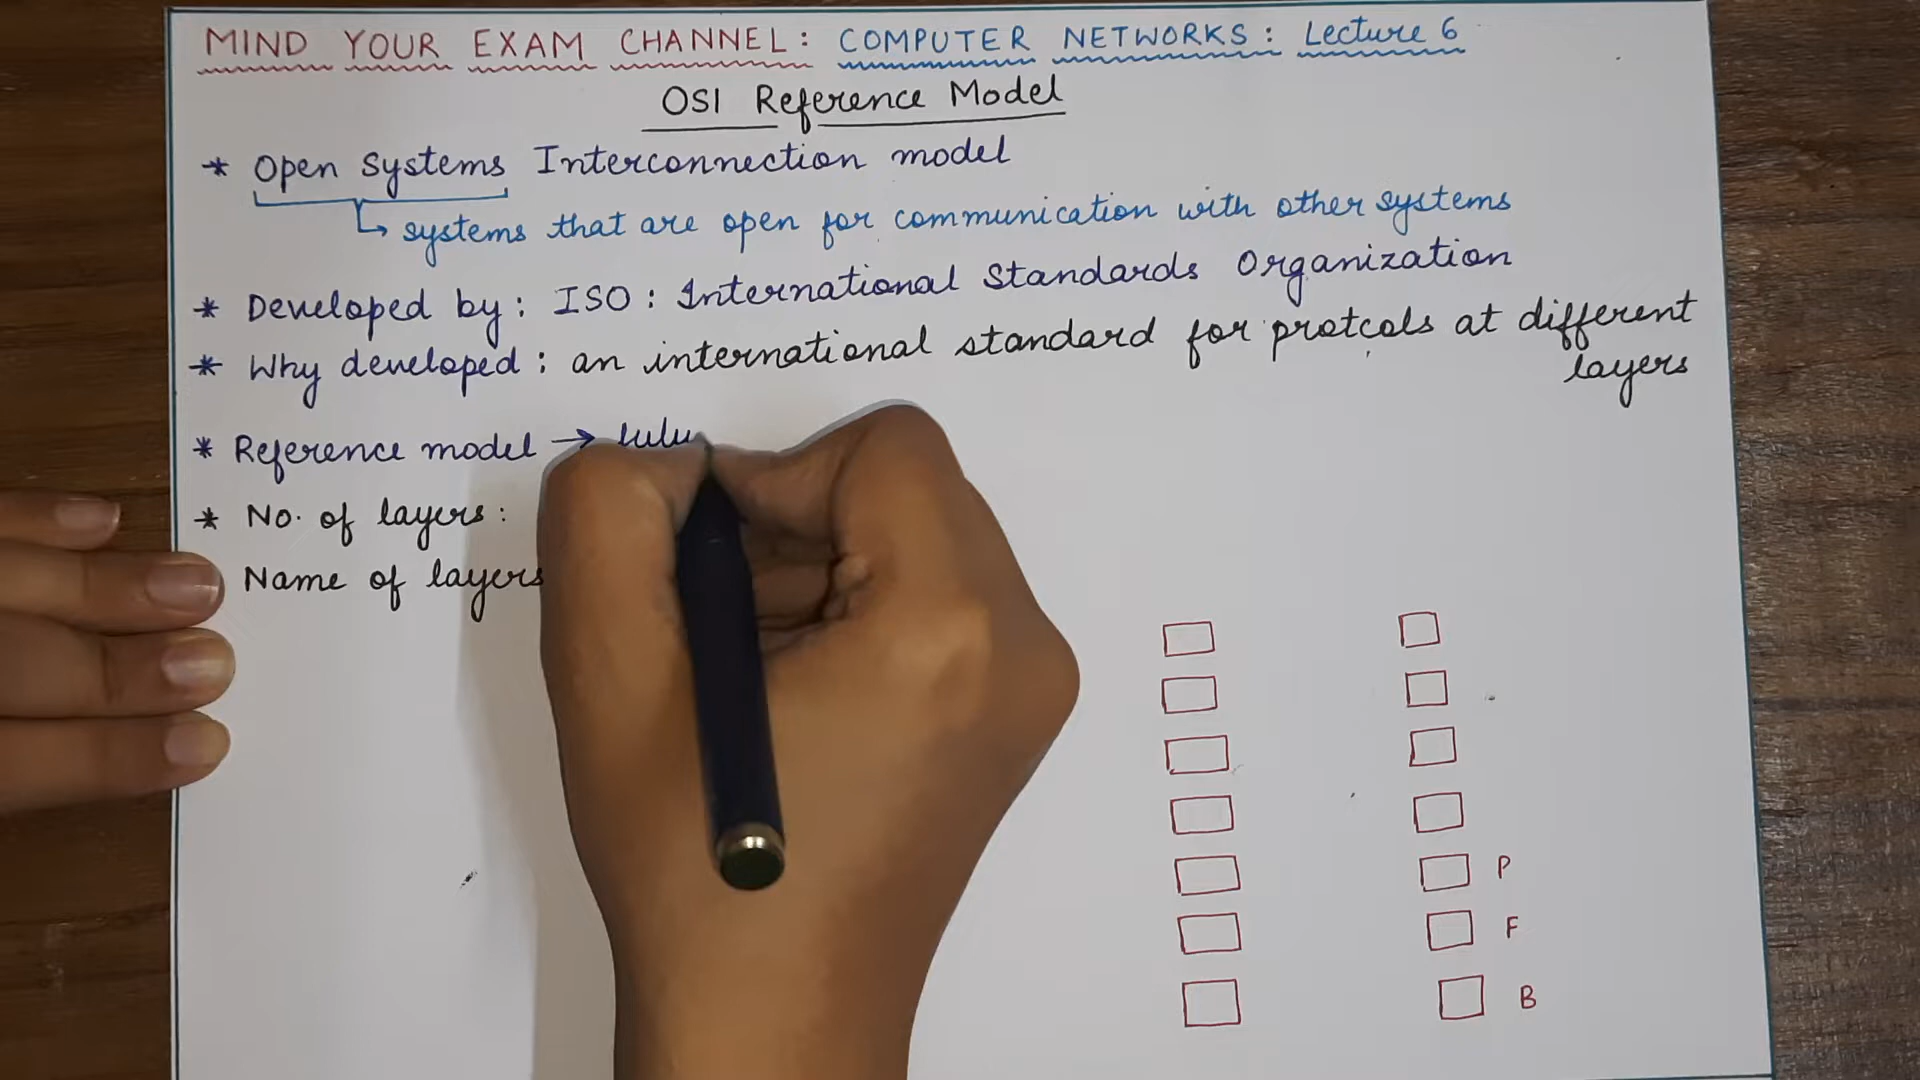 MIND YOUR EXAM CHANNEL: COMPUTER NETWORKS: Lecture 6
OSI Reference Model
* Open Systems Interconnection model
↳ systems that are open for communication with other systems
* Developed by: ISO: International Standards Organization
* Why developed: an international standard for protcols at different
layers
* Reference model →
* No. of layers:
Name of layers
P
F
B